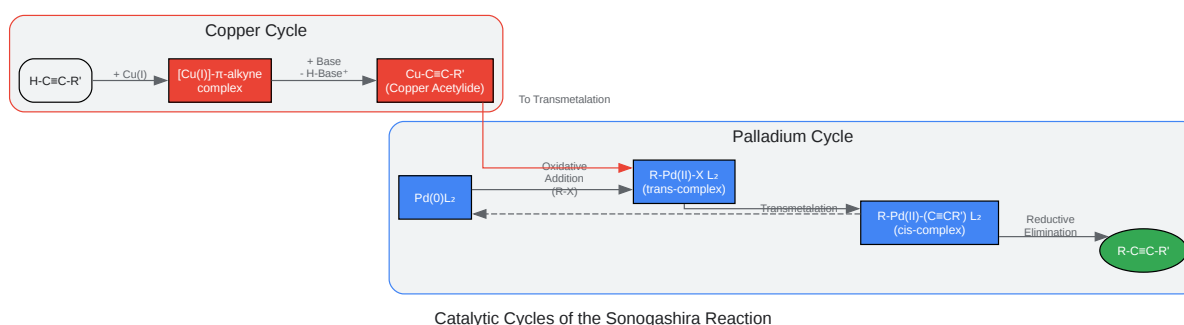 Copper Cycle
H-C≡C-R'
+ Cu(I)
[Cu(I)]-π-alkyne
complex
+ Base
- H-Base⁺
Cu-C≡C-R'
(Copper Acetylide)
To Transmetalation
Palladium Cycle
Pd(0)L₂
Oxidative
Addition
(R-X)
R-Pd(II)-X L₂
(trans-complex)
Transmetalation
R-Pd(II)-(C≡CR') L₂
(cis-complex)
Reductive
Elimination
R-C≡C-R'
Catalytic Cycles of the Sonogashira Reaction